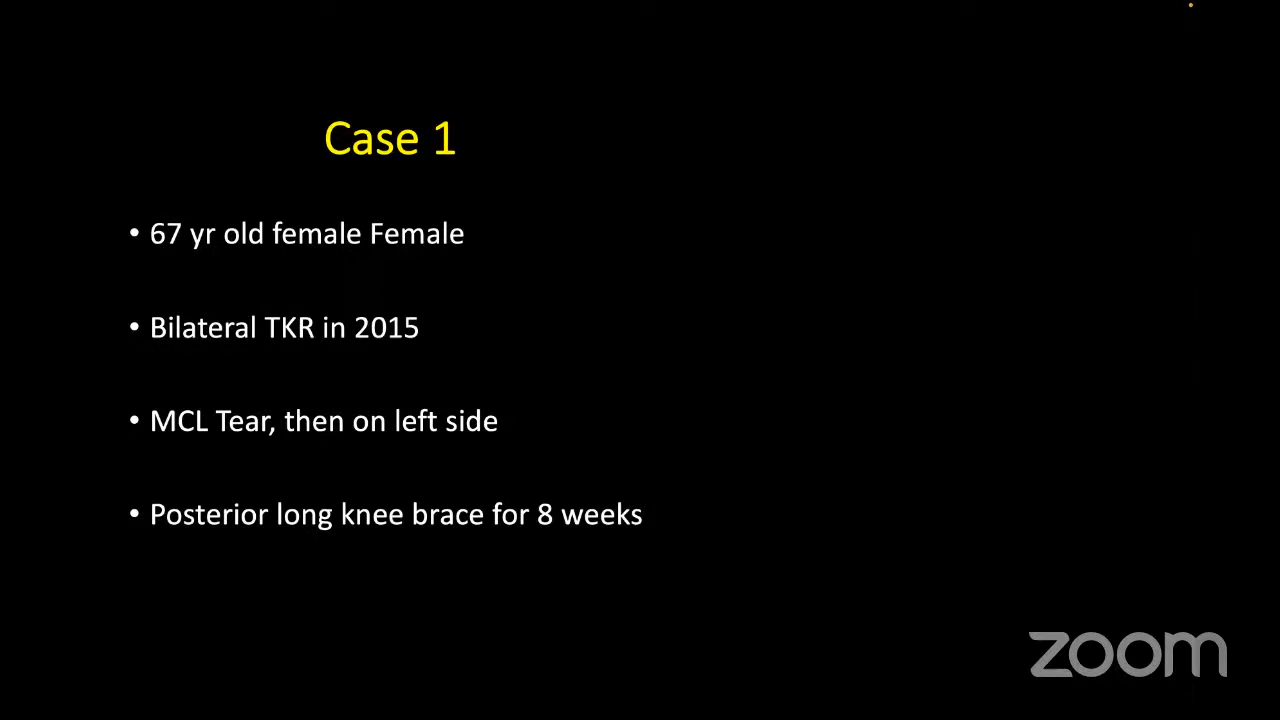 Case 1
• 67 yr old female Female
• Bilateral TKR in 2015
• MCL Tear, then on left side
• Posterior long knee brace for 8 weeks
zoom